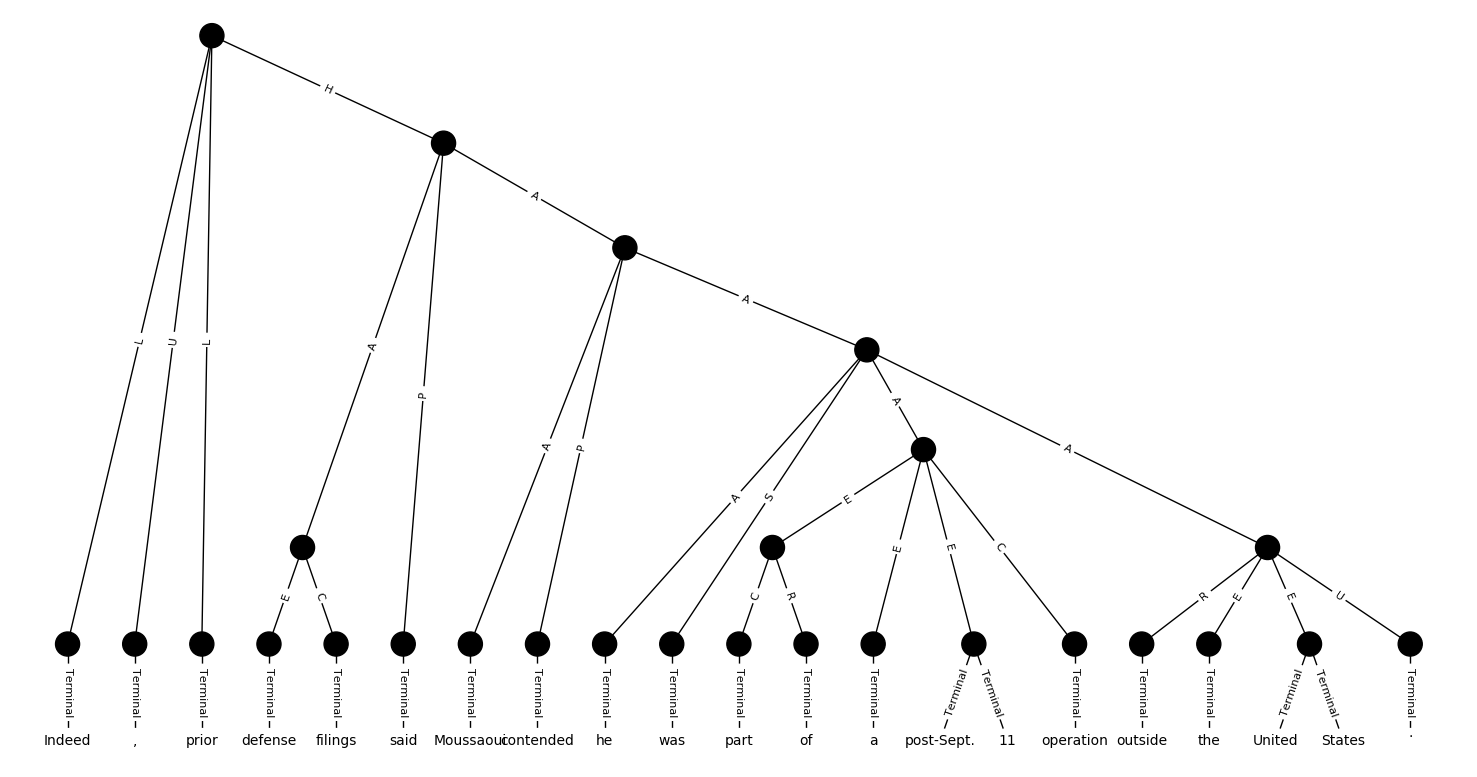 H
A
A
L
U
L
A
A
P
A
A
P
A
S
E
E
E
C
E
C
C
R
R
E
E
U
Terminal Terminal Terminal Terminal Terminal Terminal Terminal Terminal Terminal Terminal Terminal Terminal Terminal Terminal Terminal Terminal Terminal Terminal Terminal Terminal Terminal
Indeed , prior defense filings said Moussaoui contended he was part of a post-Sept. 11 operation outside the United States .